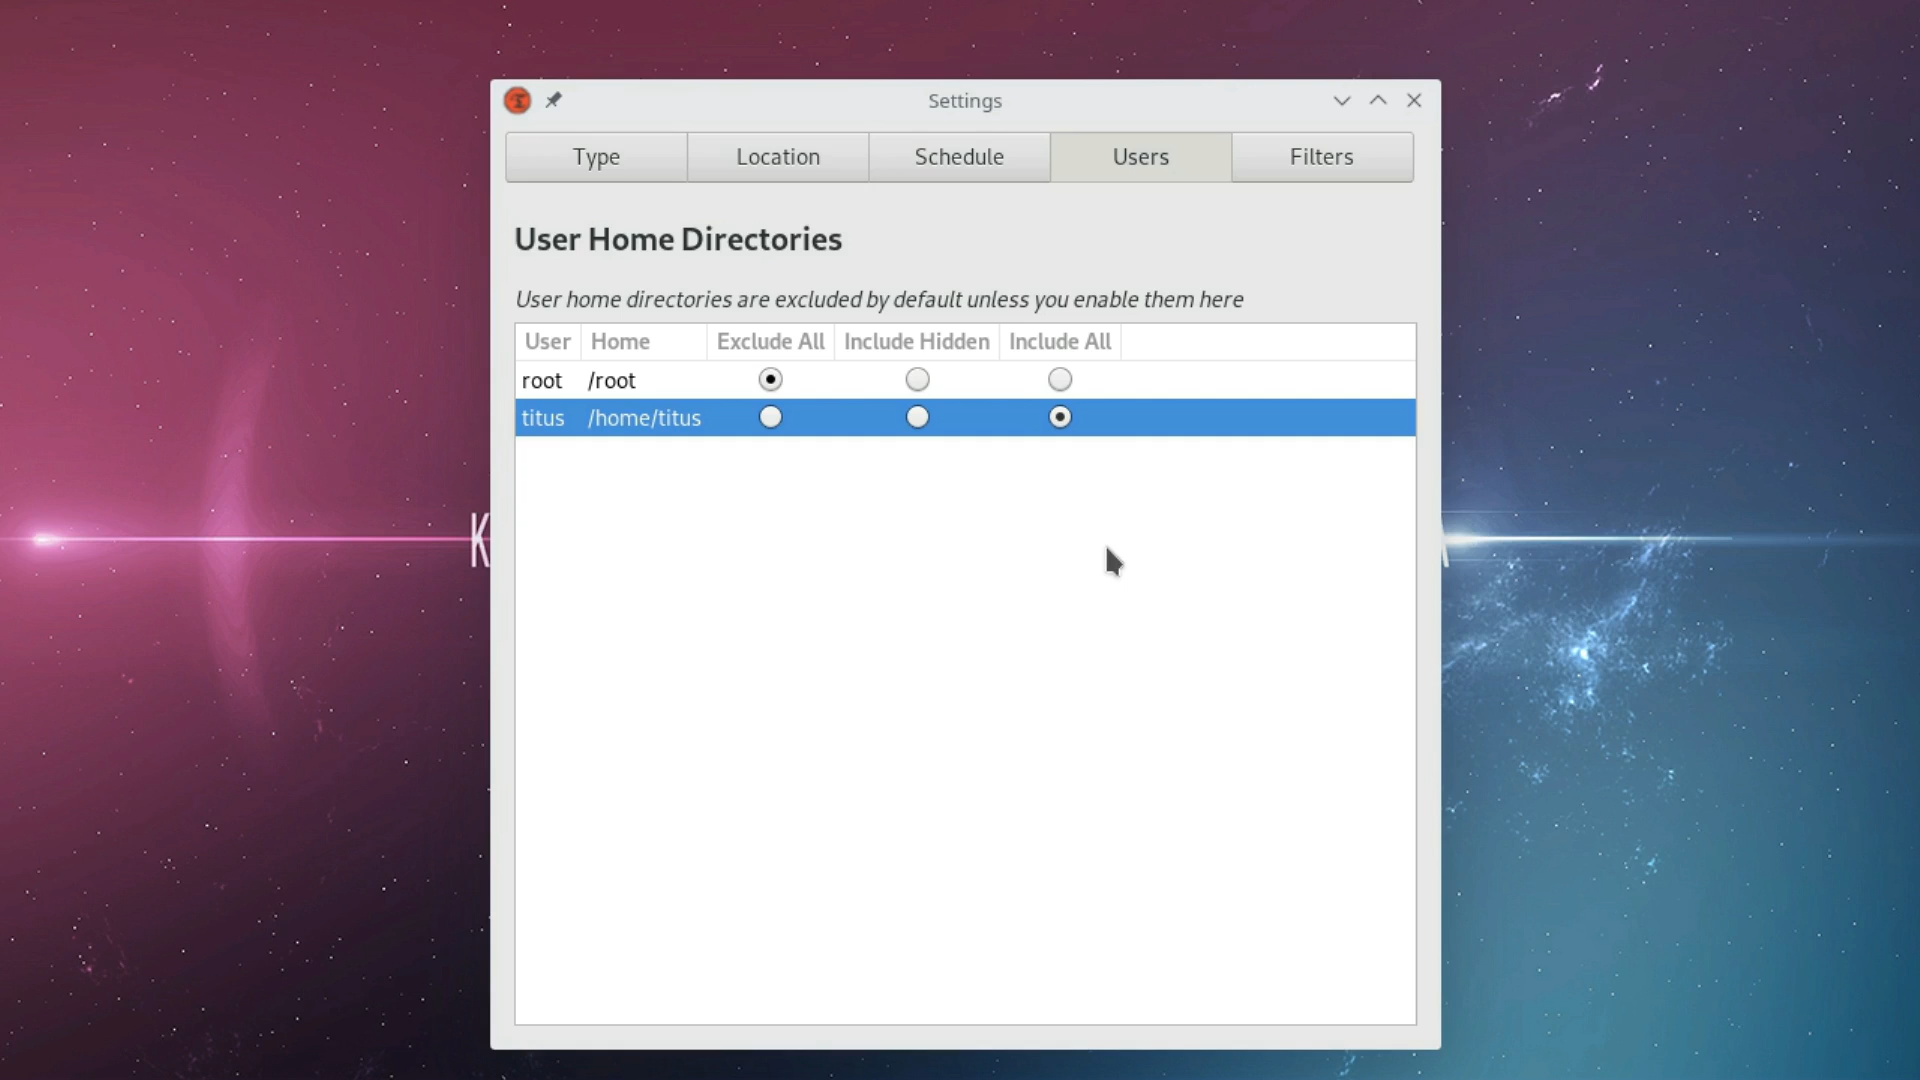 Settings
Type Location Schedule Users Filters
User Home Directories
User home directories are excluded by default unless you enable them here
User Home Exclude All Include Hidden Include All
root /root
titus /home/titus
K